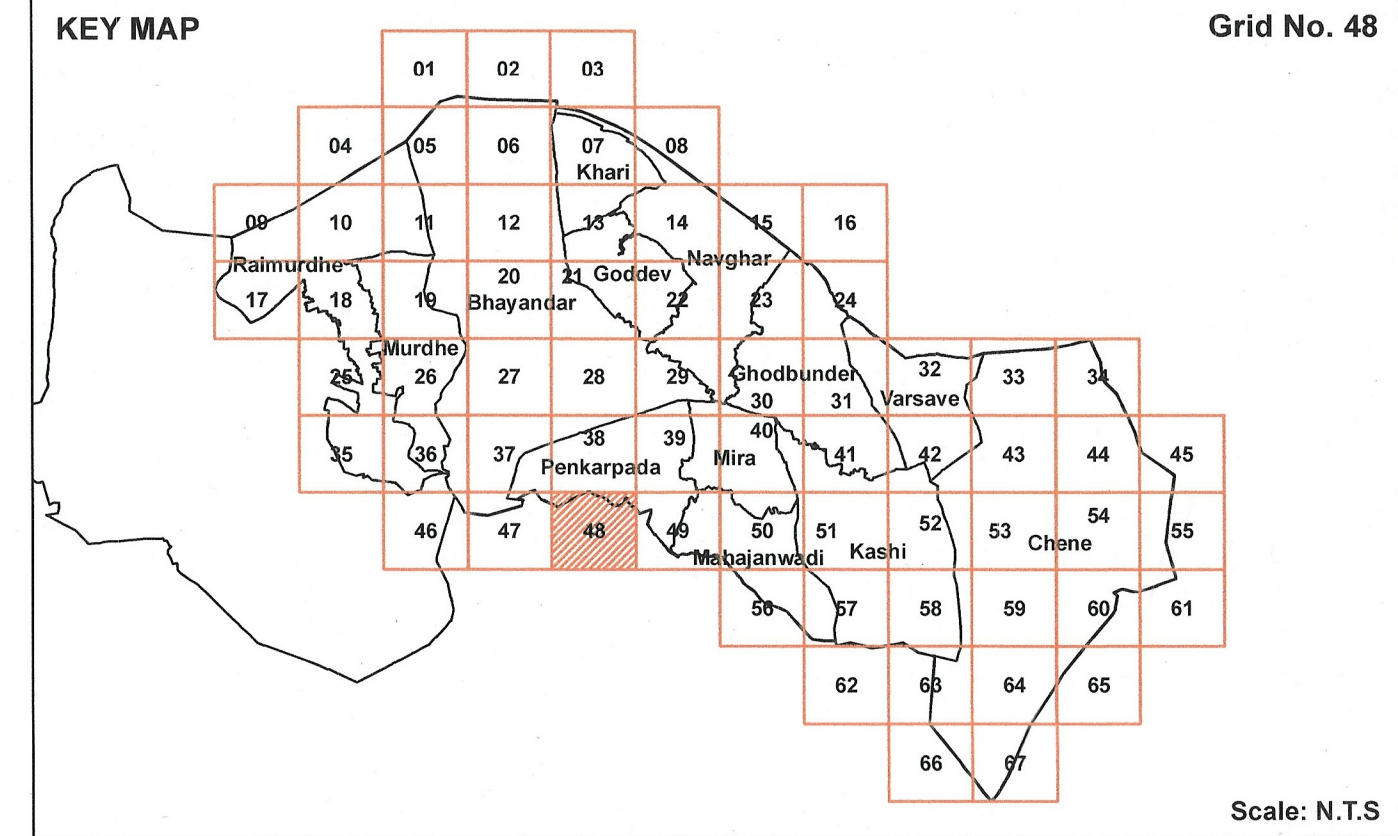 KEY MAP
Grid No. 48
01 02 03
04 05 06 07 08
Khari
09 10 11 12 13 14 15 16
Raimurdhe
Navghar
17 18 19 20 21 Goddev 22 23 24
Bhayandar
Murdhe
25 26 27 28 29 30 31 32 33 34
Ghodbunder
Varsave
35 36 37 38 39 40 41 42 43 44 45
Penkarpada
Mira
46 47 48 49 50 51 52 53 54 55
Mahajanwadi
Kashi
Chene
56 57 58 59 60 61
62 63 64 65
66 67
Scale: N.T.S